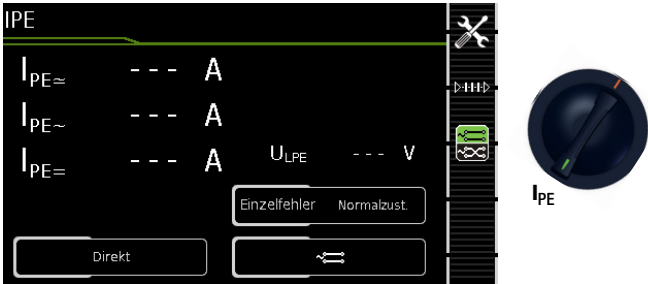 IPE
IPE≃ - - - A
IPE~ - - - A
IPE= - - - A
ULPE - - - V
Einzelfehler Normalzust.
Direkt
IPE